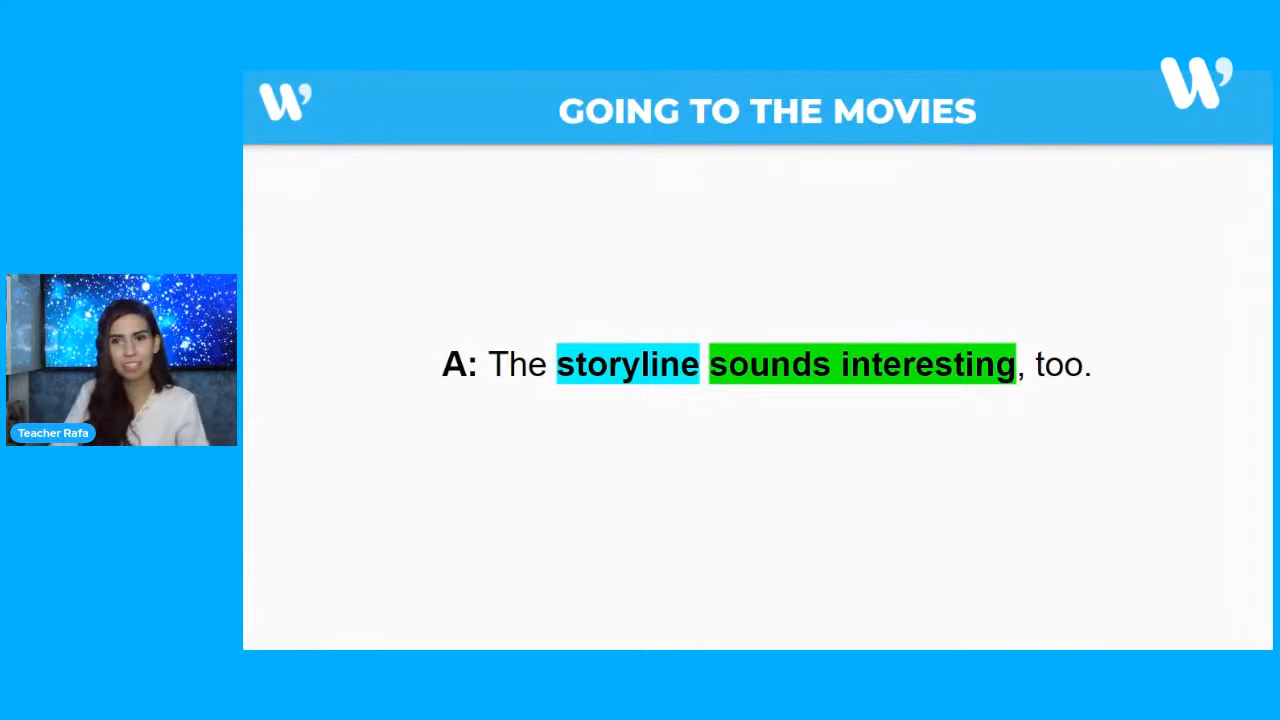 W'
W'
GOING TO THE MOVIES
A: The storyline sounds interesting, too.
Teacher Rafa